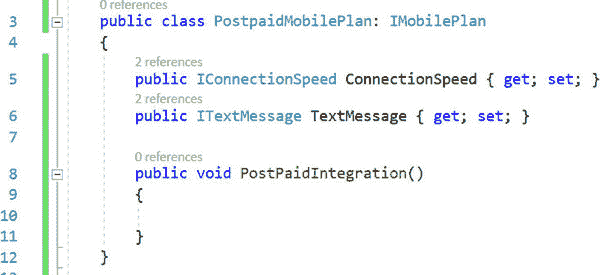 0 references
3 public class PostpaidMobilePlan: IMobilePlan
4 {
2 references
5 public IConnectionSpeed ConnectionSpeed { get; set; }
2 references
6 public ITextMessage TextMessage { get; set; }
7
0 references
8 public void PostPaidIntegration()
9 {
10
11 }
12 }